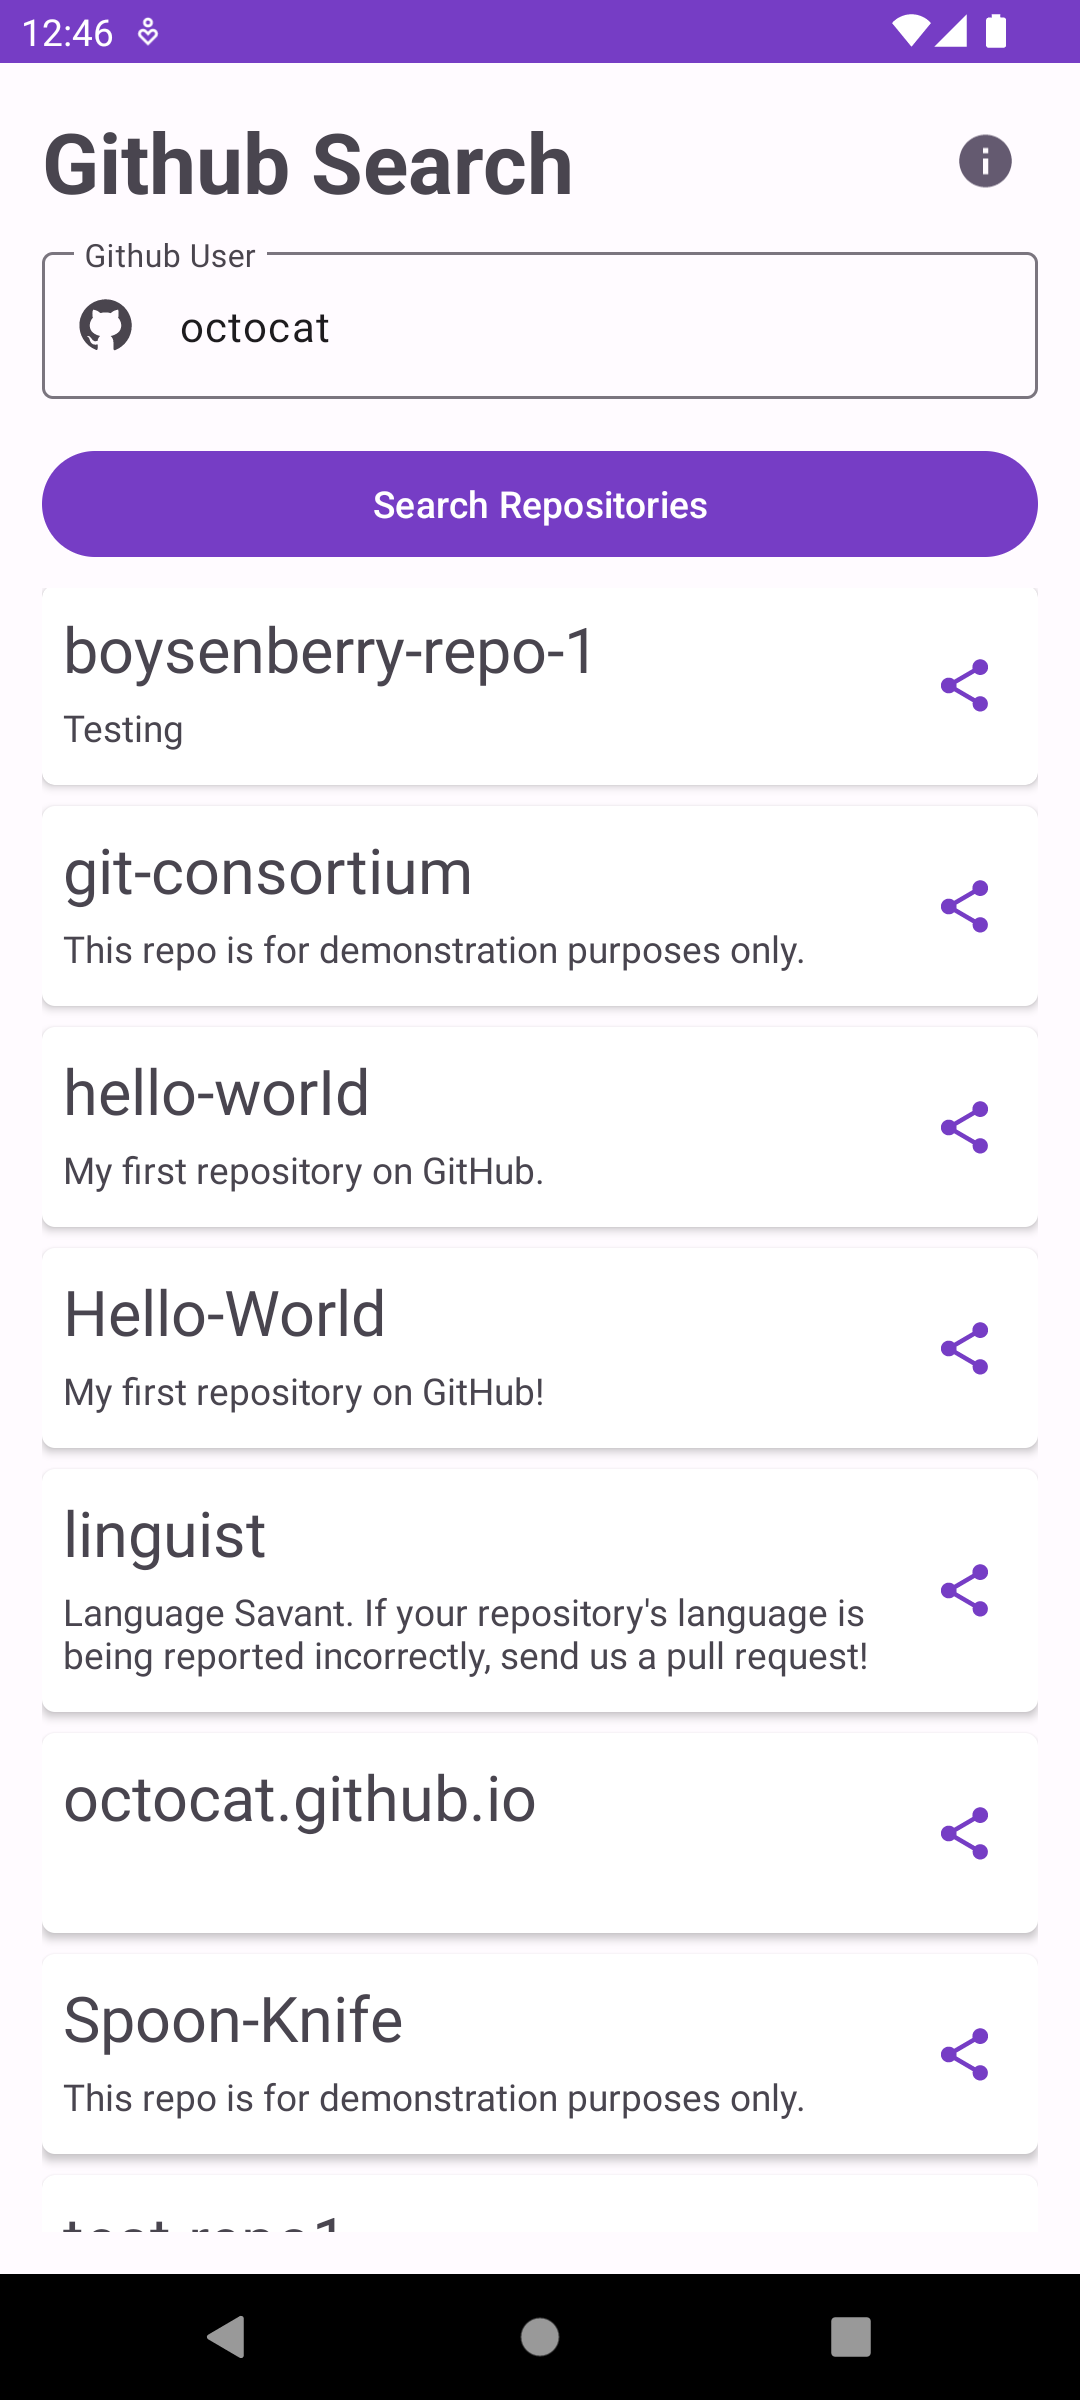 12:46
Github Search
Github User
octocat
Search Repositories
boysenberry-repo-1
Testing
git-consortium
This repo is for demonstration purposes only.
hello-worId
My first repository on GitHub.
Hello-World
My first repository on GitHub!
linguist
Language Savant. If your repository's language is
being reported incorrectly, send us a pull request!
octocat.github.io
Spoon-Knife
This repo is for demonstration purposes only.
test-repo1